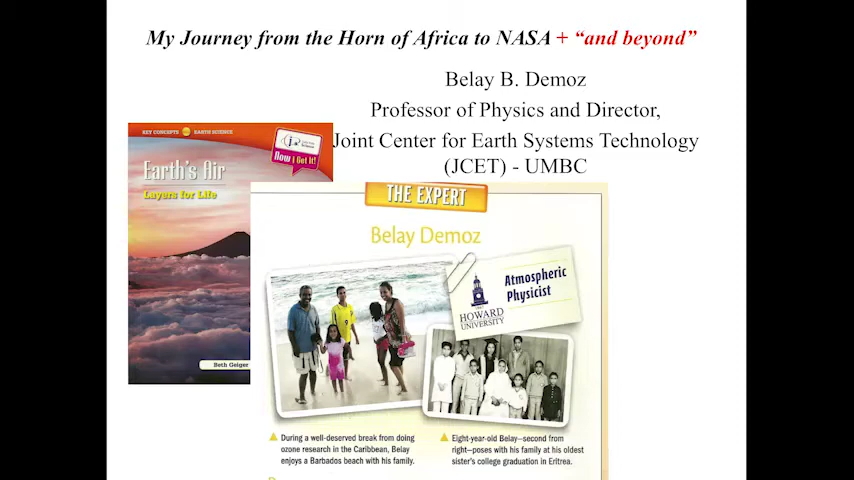 My Journey from the Horn of Africa to NASA + “and beyond”
Belay B. Demoz
Professor of Physics and Director,
Joint Center for Earth Systems Technology
(JCET) - UMBC
KEY CONCEPTS IN EARTH SCIENCE
Now I Get It!
Earth's Air
Layers for Life
Beth Geiger
THE EXPERT
Belay Demoz
Atmospheric
Physicist
HOWARD
UNIVERSITY
During a well-deserved break from doing
ozone research in the Caribbean, Belay
enjoys a Barbados beach with his family.
Eight-year-old Belay—second from
right—poses with his family at his oldest
sister's college graduation in Eritrea.